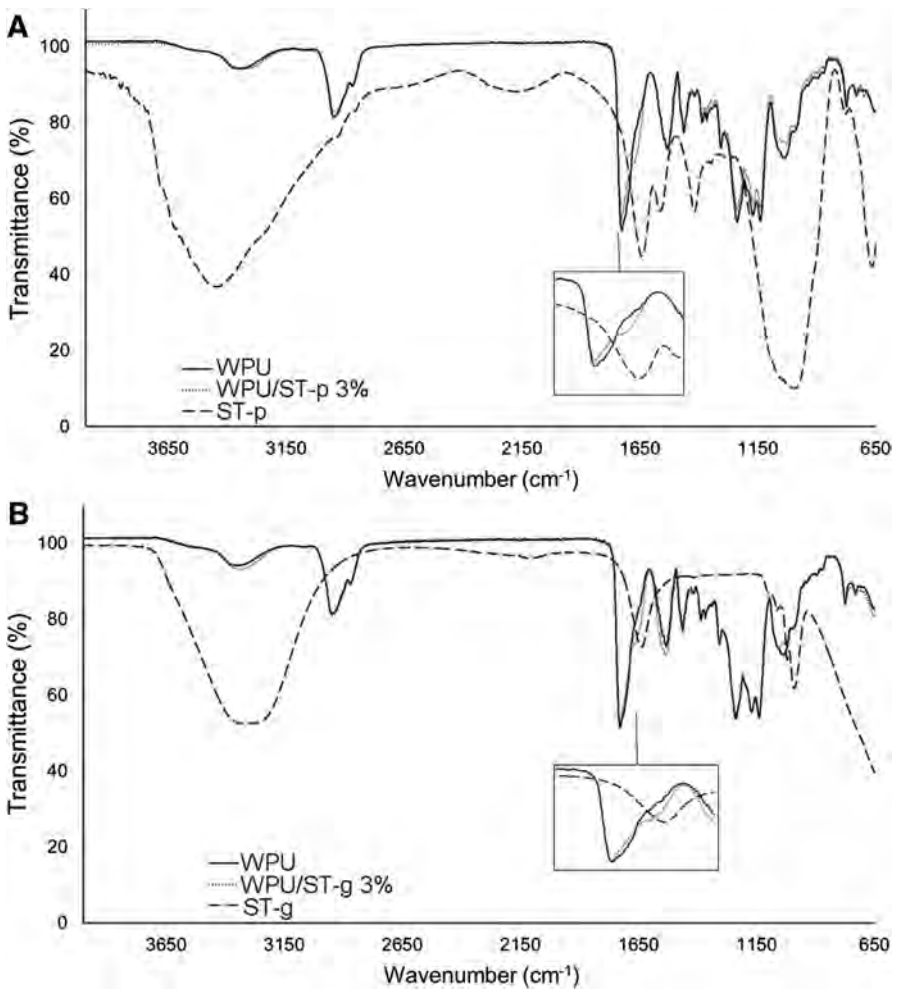 A
Transmittance (%)
100
80
60
40
20
0
WPU
WPU/ST-p 3%
ST-p
3650 3150 2650 2150 1650 1150 650
Wavenumber (cm-1)
B
Transmittance (%)
100
80
60
40
20
0
WPU
WPU/ST-g 3%
ST-g
3650 3150 2650 2150 1650 1150 650
Wavenumber (cm-1)